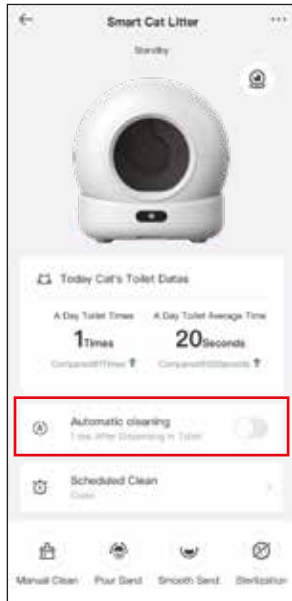 Smart Cat Litter
Standby
Today Cat's Toilet Datas
A Day Toilet Times
A Day Toilet Average Time
1Times
20Seconds
Automatic cleaning
Scheduled Clean
Manual Clean
Pour Sand
Smooth Sand
Sterilization